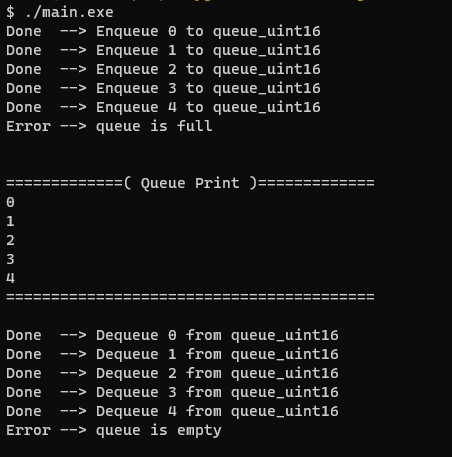 $ ./main.exe
Done  --> Enqueue 0 to queue_uint16
Done  --> Enqueue 1 to queue_uint16
Done  --> Enqueue 2 to queue_uint16
Done  --> Enqueue 3 to queue_uint16
Done  --> Enqueue 4 to queue_uint16
Error --> queue is full
=============( Queue Print )=============
0
1
2
3
4
=========================================
Done  --> Dequeue 0 from queue_uint16
Done  --> Dequeue 1 from queue_uint16
Done  --> Dequeue 2 from queue_uint16
Done  --> Dequeue 3 from queue_uint16
Done  --> Dequeue 4 from queue_uint16
Error --> queue is empty